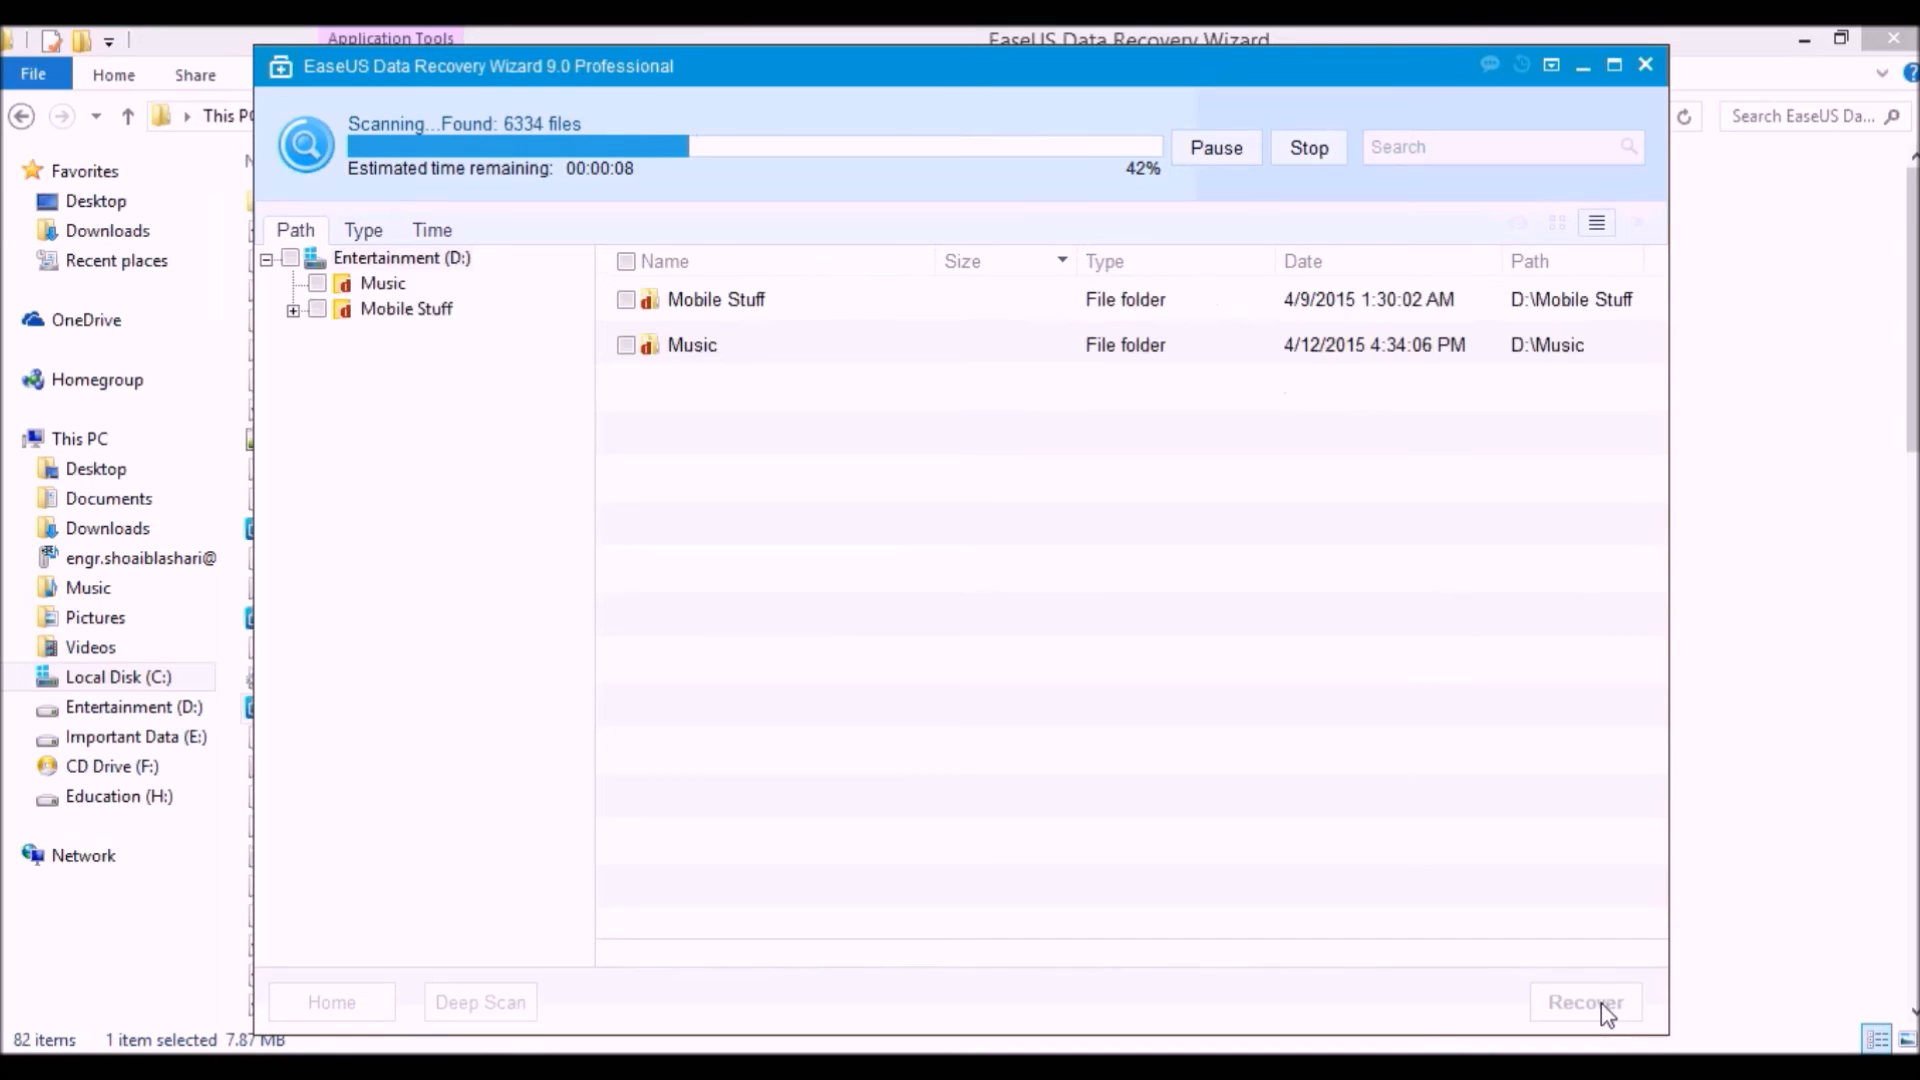 Application Tools
EaseUS Data Recovery Wizard
File
Home
Share
This PC
Search EaseUS Da...
Favorites
Desktop
Downloads
Recent places
OneDrive
Homegroup
This PC
Desktop
Documents
Downloads
engr.shoaiblashari@
Music
Pictures
Videos
Local Disk (C:)
Entertainment (D:)
Important Data (E:)
CD Drive (F:)
Education (H:)
Network
82 items 1 item selected 7.87 MB
EaseUS Data Recovery Wizard 9.0 Professional
Scanning...Found: 6334 files
Estimated time remaining: 00:00:08
42%
Pause
Stop
Search
Path Type Time
Entertainment (D:)
Music
Mobile Stuff
Name Size Type Date Path
Mobile Stuff File folder 4/9/2015 1:30:02 AM D:\Mobile Stuff
Music File folder 4/12/2015 4:34:06 PM D:\Music
Home
Deep Scan
Recover